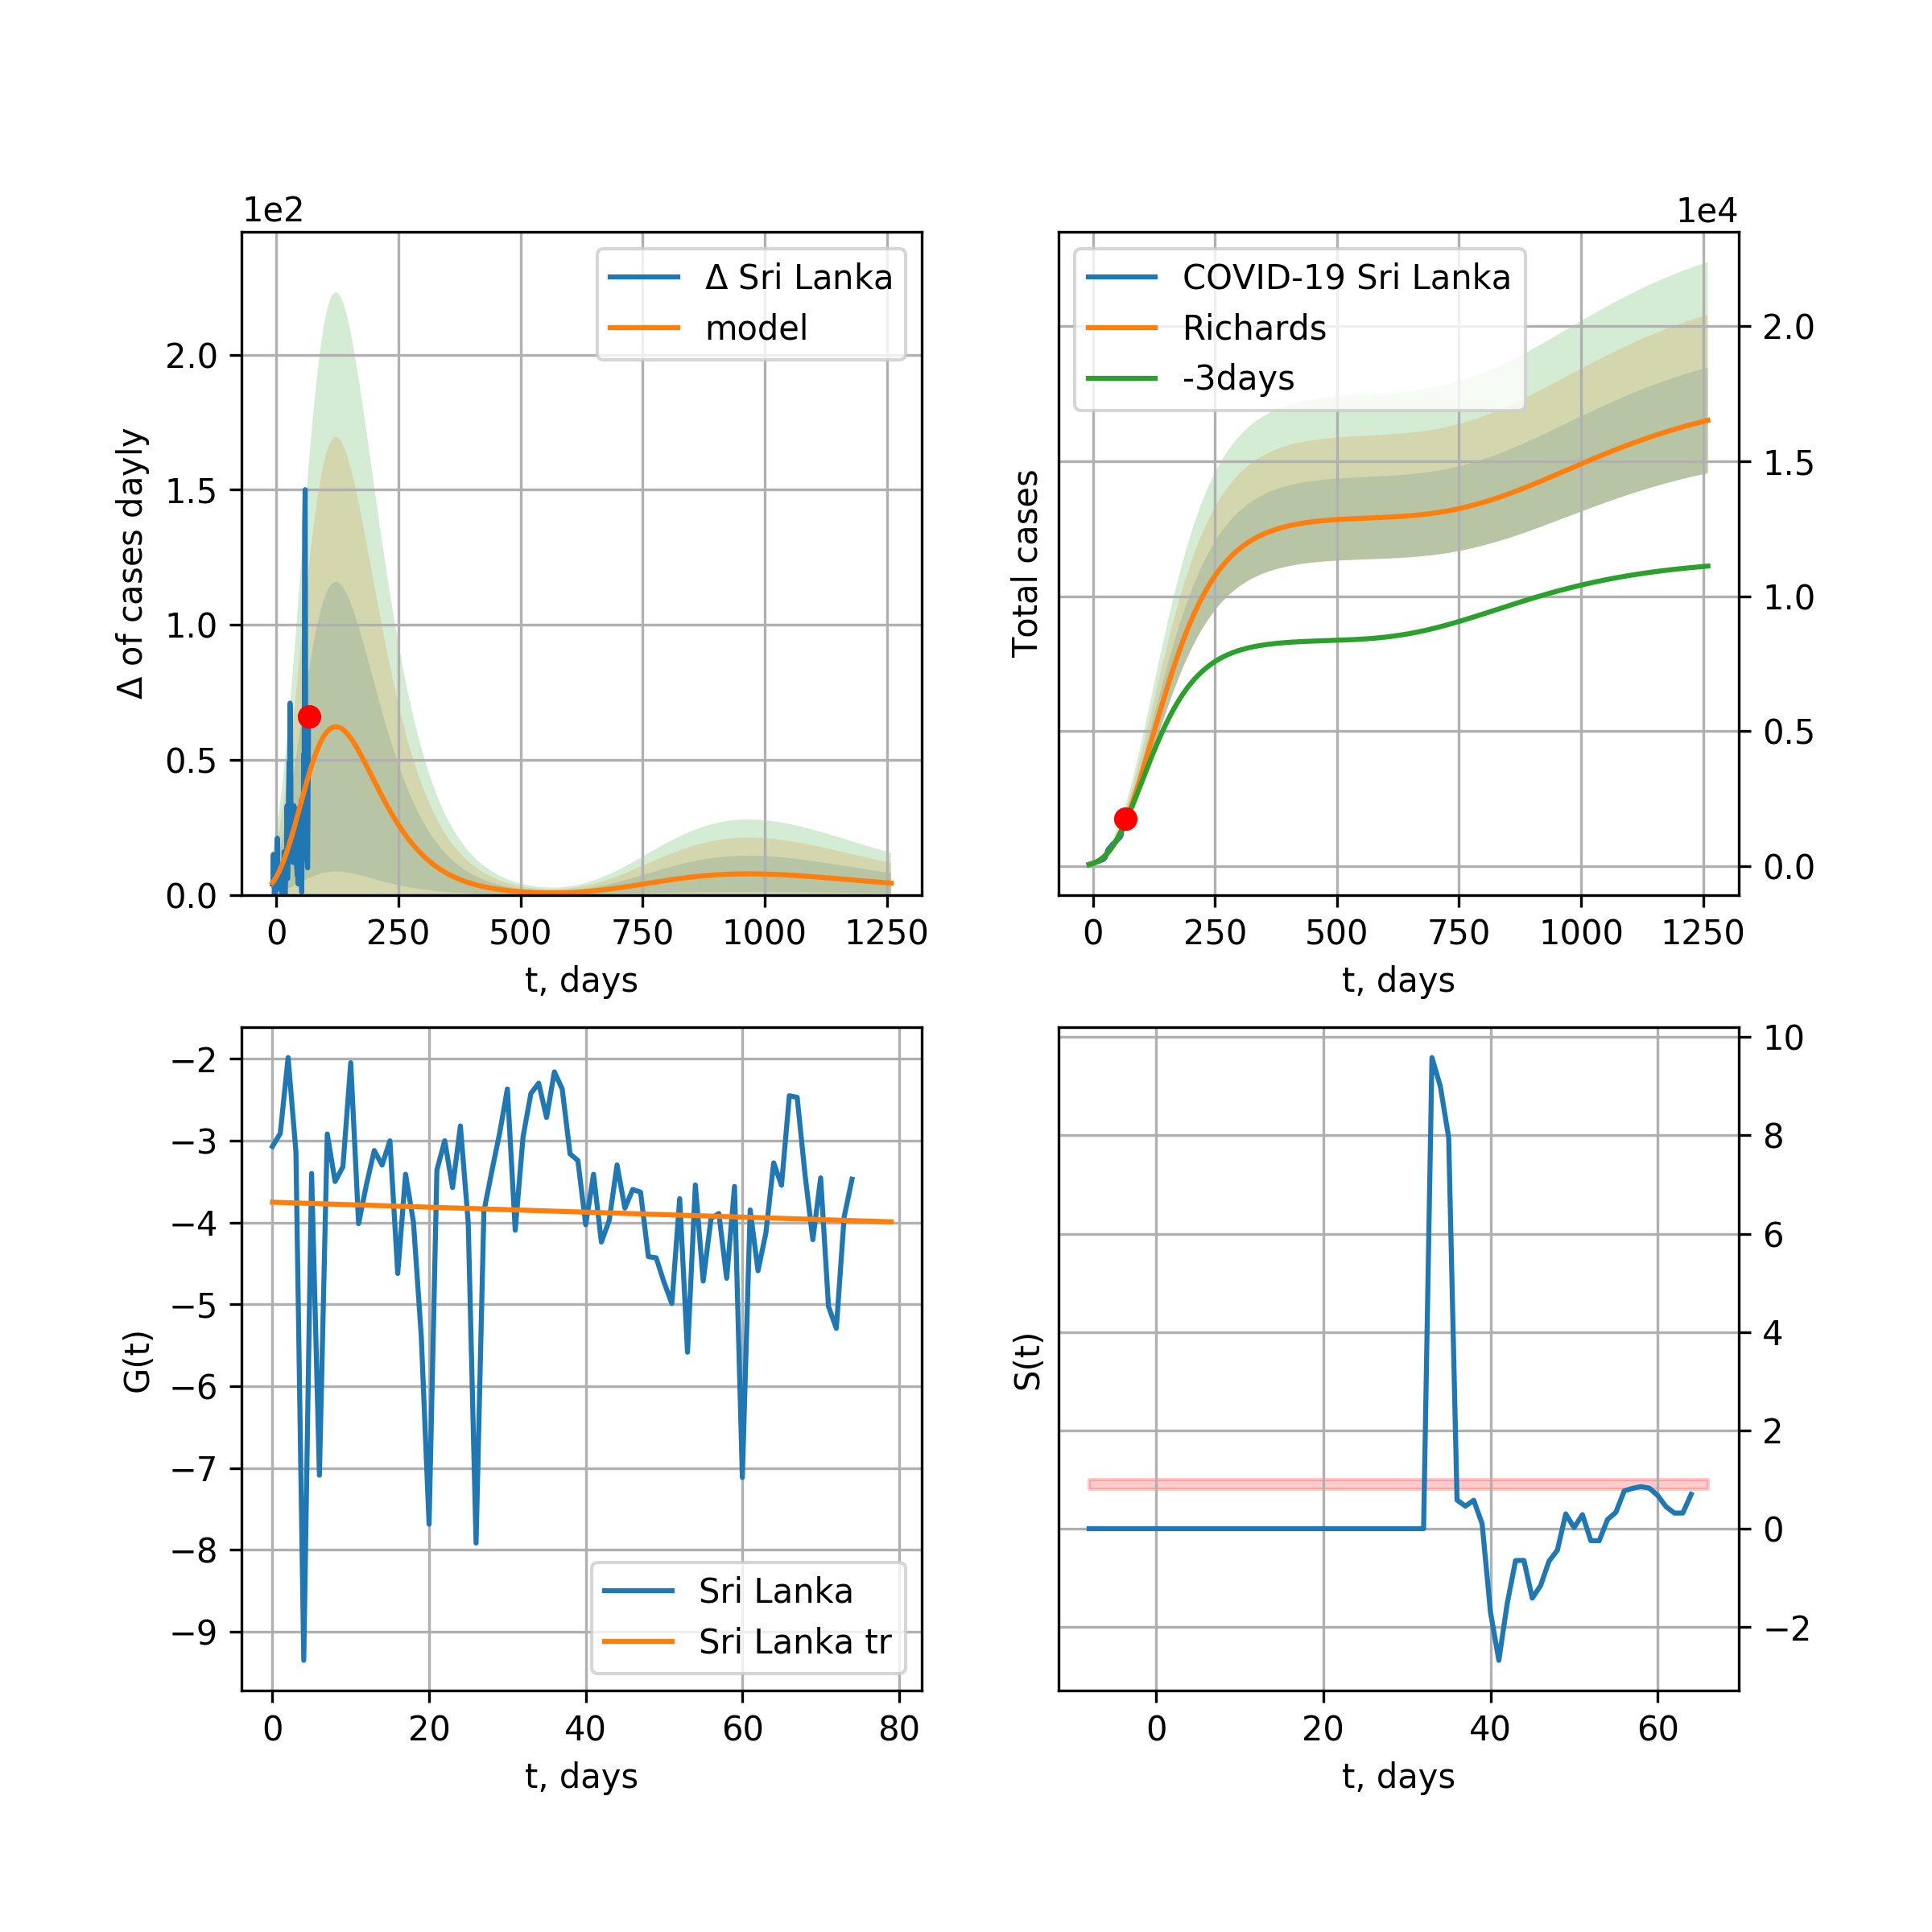 1e2
Δ of cases dayly
2.0
1.5
1.0
0.5
0.0
Δ Sri Lanka
model
0 250 500 750 1000 1250
t, days
1e4
Total cases
COVID-19 Sri Lanka
Richards
-3days
2.0
1.5
1.0
0.5
0.0
0 250 500 750 1000 1250
t, days
G(t)
−2
−3
−4
−5
−6
−7
−8
−9
Sri Lanka
Sri Lanka tr
0 20 40 60 80
t, days
S(t)
10
8
6
4
2
0
−2
0 20 40 60
t, days